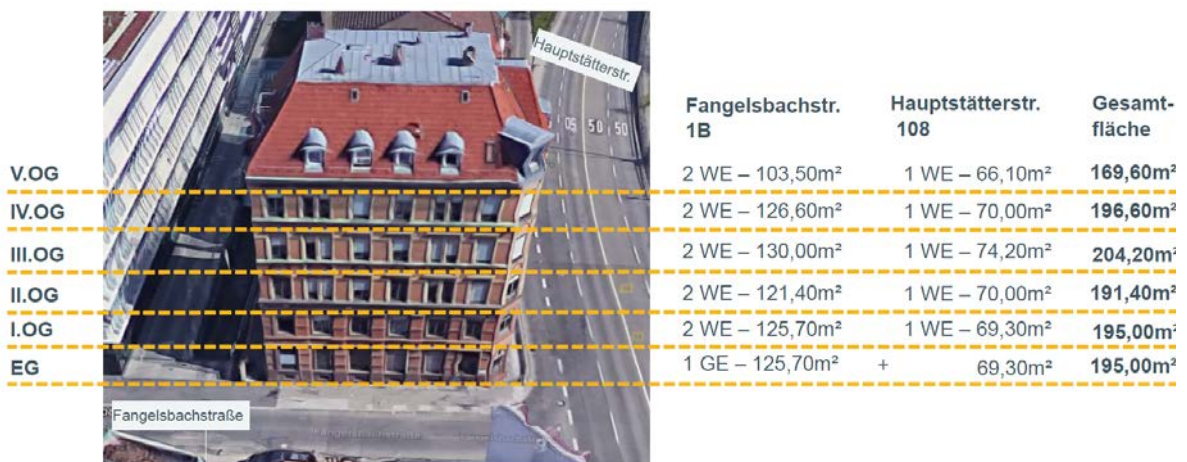 Hauptstätterstr.
Fangelsbachstr. 1B
Hauptstätterstr. 108
Gesamt-fläche
V.OG 2 WE – 103,50m² 1 WE – 66,10m² 169,60m²
IV.OG 2 WE – 126,60m² 1 WE – 70,00m² 196,60m²
III.OG 2 WE – 130,00m² 1 WE – 74,20m² 204,20m²
II.OG 2 WE – 121,40m² 1 WE – 70,00m² 191,40m²
I.OG 2 WE – 125,70m² 1 WE – 69,30m² 195,00m²
EG 1 GE – 125,70m² + 69,30m² 195,00m²
50 50
Fangelsbachstraße